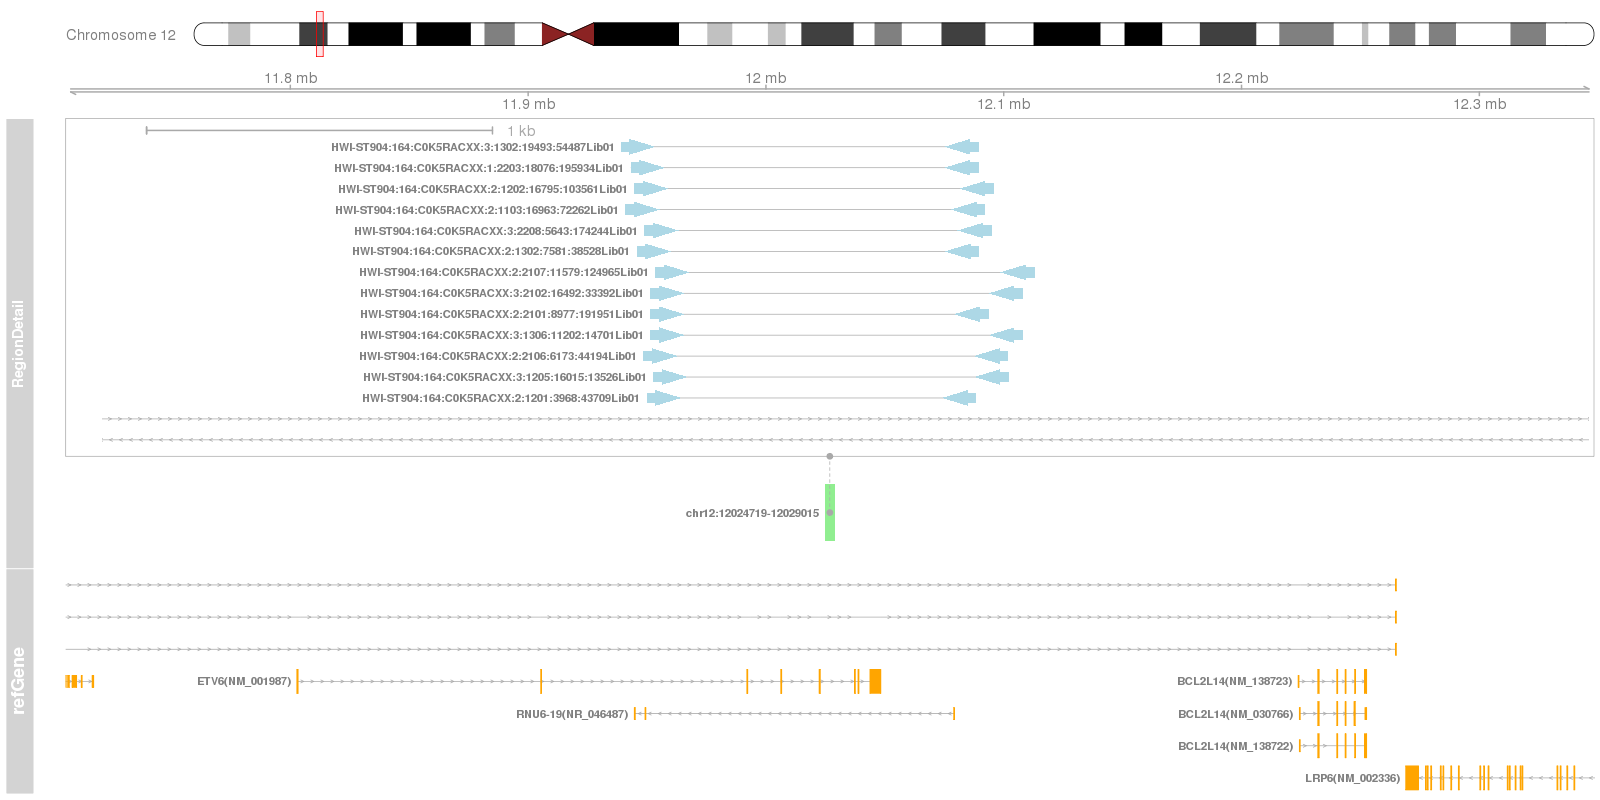 Chromosome 12
11.8 mb
12 mb
12.2 mb
11.9 mb
12.1 mb
12.3 mb
RegionDetail
1 kb
HWI-ST904:164:C0K5RACXX:3:1302:19493:54487Lib01
HWI-ST904:164:C0K5RACXX:1:2203:18076:195934Lib01
HWI-ST904:164:C0K5RACXX:2:1202:16795:103561Lib01
HWI-ST904:164:C0K5RACXX:2:1103:16963:72262Lib01
HWI-ST904:164:C0K5RACXX:3:2208:5643:174244Lib01
HWI-ST904:164:C0K5RACXX:2:1302:7581:38528Lib01
HWI-ST904:164:C0K5RACXX:2:2107:11579:124965Lib01
HWI-ST904:164:C0K5RACXX:3:2102:16492:33392Lib01
HWI-ST904:164:C0K5RACXX:2:2101:8977:191951Lib01
HWI-ST904:164:C0K5RACXX:3:1306:11202:14701Lib01
HWI-ST904:164:C0K5RACXX:2:2106:6173:44194Lib01
HWI-ST904:164:C0K5RACXX:3:1205:16015:13526Lib01
HWI-ST904:164:C0K5RACXX:2:1201:3968:43709Lib01
chr12:12024719-12029015
refGene
ETV6(NM_001987)
BCL2L14(NM_138723)
RNU6-19(NR_046487)
BCL2L14(NM_030766)
BCL2L14(NM_138722)
LRP6(NM_002336)